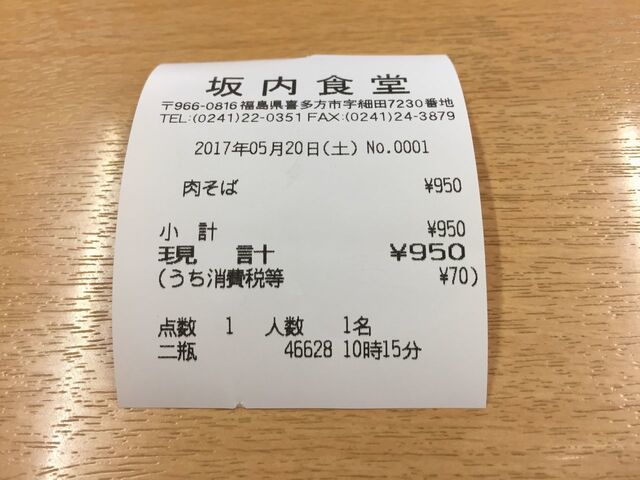 坂内食堂
〒966-0816 福島県喜多方市字細田7230番地
TEL:(0241)22-0351 FAX:(0241)24-3879
2017年05月20日(土) No.0001
肉そば ¥950
小 計 ¥950
現 計 ¥950
(うち消費税等 ¥70)
点数 1 人数 1名
二瓶 46628 10時15分